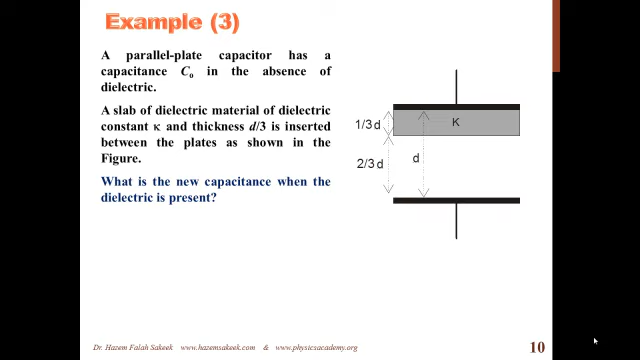 Example (3)
A parallel-plate capacitor has a
capacitance Co in the absence of
dielectric.
A slab of dielectric material of dielectric
constant κ and thickness d/3 is inserted
between the plates as shown in the
Figure.
What is the new capacitance when the
dielectric is present?
1/3 d
K
2/3 d
d
Dr. Hazem Falah Sakeek www.hazemsakeek.com & www.physicsacademy.org
10